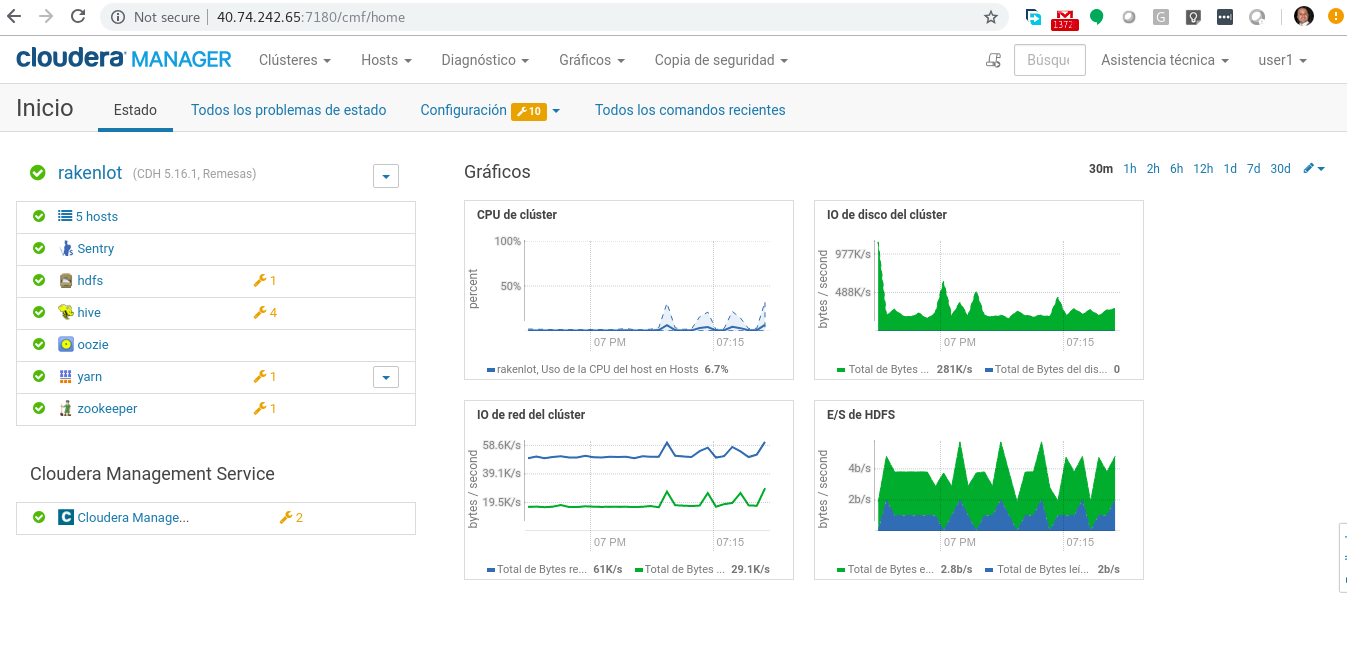 Not secure 40.74.242.65:7180/cmf/home
1372
cloudera MANAGER Clústeres Hosts Diagnóstico Gráficos Copia de seguridad Búsque Asistencia técnica user1
Inicio Estado Todos los problemas de estado Configuración 10 Todos los comandos recientes
rakenlot (CDH 5.16.1, Remesas)
5 hosts
Sentry
hdfs 1
hive 4
oozie
yarn 1
zookeeper 1
Cloudera Management Service
Cloudera Manage... 2
Gráficos 30m 1h 2h 6h 12h 1d 7d 30d
CPU de clúster
percent
100%
50%
07 PM 07:15
rakenlot, Uso de la CPU del host en Hosts 6.7%
IO de disco del clúster
bytes / second
977K/s
488K/s
07 PM 07:15
Total de Bytes ... 281K/s Total de Bytes del dis... 0
IO de red del clúster
bytes / second
58.6K/s
39.1K/s
19.5K/s
07 PM 07:15
Total de Bytes re... 61K/s Total de Bytes ... 29.1K/s
E/S de HDFS
bytes / second
4b/s
2b/s
07 PM 07:15
Total de Bytes e... 2.8b/s Total de Bytes leí... 2b/s